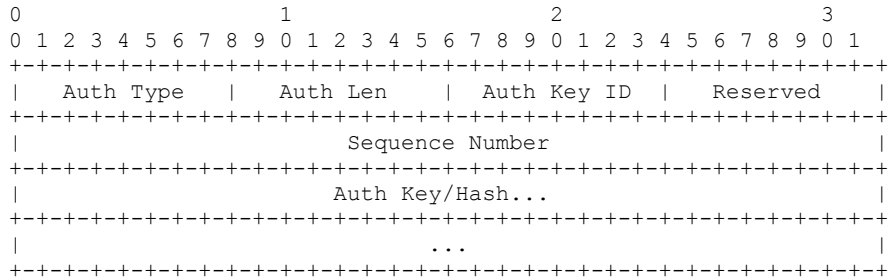 0                   1                   2                   3
0 1 2 3 4 5 6 7 8 9 0 1 2 3 4 5 6 7 8 9 0 1 2 3 4 5 6 7 8 9 0 1
+-+-+-+-+-+-+-+-+-+-+-+-+-+-+-+-+-+-+-+-+-+-+-+-+-+-+-+-+-+-+-+-+
|   Auth Type   |   Auth Len    |  Auth Key ID  |   Reserved    |
+-+-+-+-+-+-+-+-+-+-+-+-+-+-+-+-+-+-+-+-+-+-+-+-+-+-+-+-+-+-+-+-+
|                        Sequence Number                        |
+-+-+-+-+-+-+-+-+-+-+-+-+-+-+-+-+-+-+-+-+-+-+-+-+-+-+-+-+-+-+-+-+
|                       Auth Key/Hash...                        |
+-+-+-+-+-+-+-+-+-+-+-+-+-+-+-+-+-+-+-+-+-+-+-+-+-+-+-+-+-+-+-+-+
|                              ...                              |
+-+-+-+-+-+-+-+-+-+-+-+-+-+-+-+-+-+-+-+-+-+-+-+-+-+-+-+-+-+-+-+-+